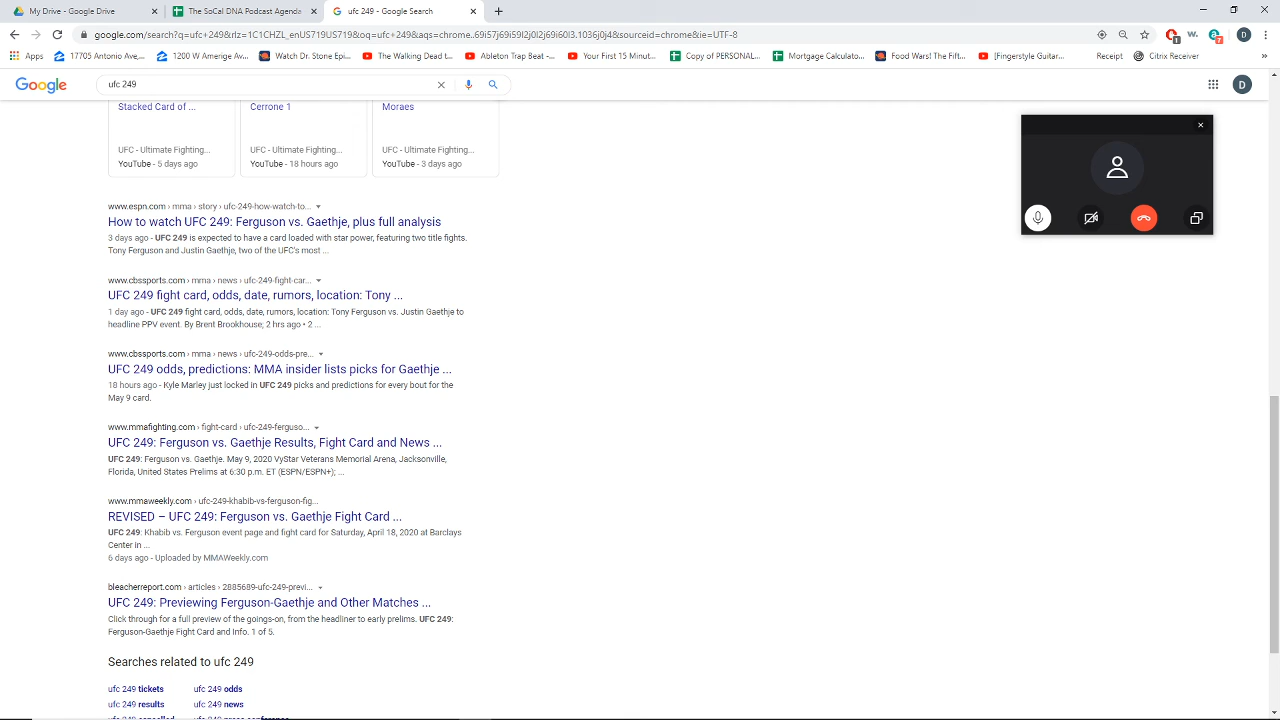 My Drive - Google Drive
The SoCal DNA Podcast Agenda
ufc 249 - Google Search
google.com/search?q=ufc+249&rlz=1C1CHZL_enUS719US719&oq=ufc+249&aqs=chrome..69i57j69i59l2j0l2j69i60l3.1036j0j4&sourceid=chrome&ie=UTF-8
1
W.
7
D
Apps
17705 Antonio Ave,...
1200 W Amerige Av...
Watch Dr. Stone Epi...
The Walking Dead t...
Ableton Trap Beat -...
Your First 15 Minut...
Copy of PERSONAL...
Mortgage Calculato...
Food Wars! The Fift...
[Fingerstyle Guitar...
Receipt
Citrix Receiver
»
Google
ufc 249
D
Stacked Card of ...
Cerrone 1
Moraes
UFC - Ultimate Fighting...
UFC - Ultimate Fighting...
UFC - Ultimate Fighting...
YouTube - 5 days ago
YouTube - 18 hours ago
YouTube - 3 days ago
www.espn.com › mma › story › ufc-249-how-watch-to...
How to watch UFC 249: Ferguson vs. Gaethje, plus full analysis
3 days ago - UFC 249 is expected to have a card loaded with star power, featuring two title fights.
Tony Ferguson and Justin Gaethje, two of the UFC's most ...
www.cbssports.com › mma › news › ufc-249-fight-car...
UFC 249 fight card, odds, date, rumors, location: Tony ...
1 day ago - UFC 249 fight card, odds, date, rumors, location: Tony Ferguson vs. Justin Gaethje to
headline PPV event. By Brent Brookhouse; 2 hrs ago • 2 ...
www.cbssports.com › mma › news › ufc-249-odds-pre...
UFC 249 odds, predictions: MMA insider lists picks for Gaethje ...
18 hours ago - Kyle Marley just locked in UFC 249 picks and predictions for every bout for the
May 9 card.
www.mmafighting.com › fight-card › ufc-249-ferguso...
UFC 249: Ferguson vs. Gaethje Results, Fight Card and News ...
UFC 249: Ferguson vs. Gaethje. May 9, 2020 VyStar Veterans Memorial Arena, Jacksonville,
Florida, United States Prelims at 6:30 p.m. ET (ESPN/ESPN+); ...
www.mmaweekly.com › ufc-249-khabib-vs-ferguson-fig...
REVISED – UFC 249: Ferguson vs. Gaethje Fight Card ...
UFC 249: Khabib vs. Ferguson event page and fight card for Saturday, April 18, 2020 at Barclays
Center in ...
6 days ago - Uploaded by MMAWeekly.com
bleacherreport.com › articles › 2885689-ufc-249-previ...
UFC 249: Previewing Ferguson-Gaethje and Other Matches ...
Click through for a full preview of the goings-on, from the headliner to early prelims. UFC 249:
Ferguson-Gaethje Fight Card and Info. 1 of 5.
Searches related to ufc 249
ufc 249 tickets
ufc 249 odds
ufc 249 results
ufc 249 news
ufc 249 cancelled
ufc 249 press conference